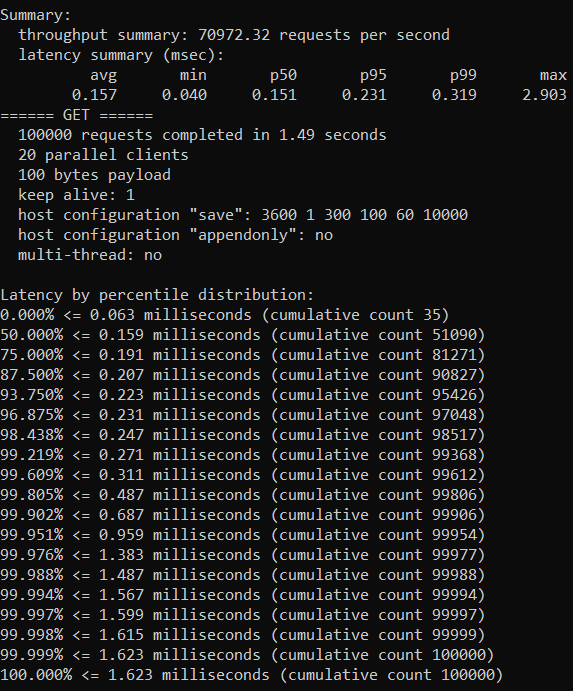 Summary:
  throughput summary: 70972.32 requests per second
  latency summary (msec):
          avg       min       p50       p95       p99       max
        0.157     0.040     0.151     0.231     0.319     2.903
====== GET ======
  100000 requests completed in 1.49 seconds
  20 parallel clients
  100 bytes payload
  keep alive: 1
  host configuration "save": 3600 1 300 100 60 10000
  host configuration "appendonly": no
  multi-thread: no

Latency by percentile distribution:
0.000% <= 0.063 milliseconds (cumulative count 35)
50.000% <= 0.159 milliseconds (cumulative count 51090)
75.000% <= 0.191 milliseconds (cumulative count 81271)
87.500% <= 0.207 milliseconds (cumulative count 90827)
93.750% <= 0.223 milliseconds (cumulative count 95426)
96.875% <= 0.231 milliseconds (cumulative count 97048)
98.438% <= 0.247 milliseconds (cumulative count 98517)
99.219% <= 0.271 milliseconds (cumulative count 99368)
99.609% <= 0.311 milliseconds (cumulative count 99612)
99.805% <= 0.487 milliseconds (cumulative count 99806)
99.902% <= 0.687 milliseconds (cumulative count 99906)
99.951% <= 0.959 milliseconds (cumulative count 99954)
99.976% <= 1.383 milliseconds (cumulative count 99977)
99.988% <= 1.487 milliseconds (cumulative count 99988)
99.994% <= 1.567 milliseconds (cumulative count 99994)
99.997% <= 1.599 milliseconds (cumulative count 99997)
99.998% <= 1.615 milliseconds (cumulative count 99999)
99.999% <= 1.623 milliseconds (cumulative count 100000)
100.000% <= 1.623 milliseconds (cumulative count 100000)